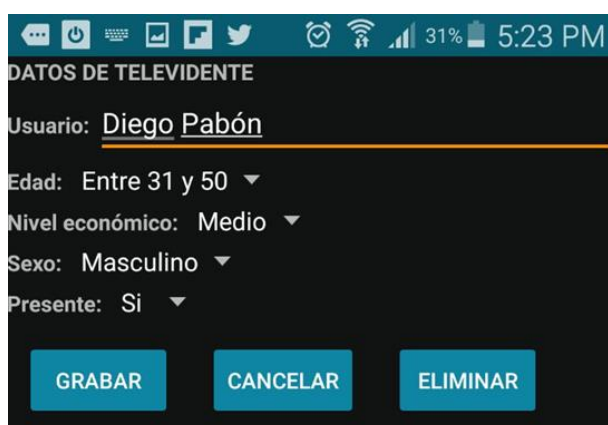 31% 5:23 PM
DATOS DE TELEVIDENTE
Usuario: Diego Pabón
Edad: Entre 31 y 50
Nivel económico: Medio
Sexo: Masculino
Presente: Si
GRABAR CANCELAR ELIMINAR